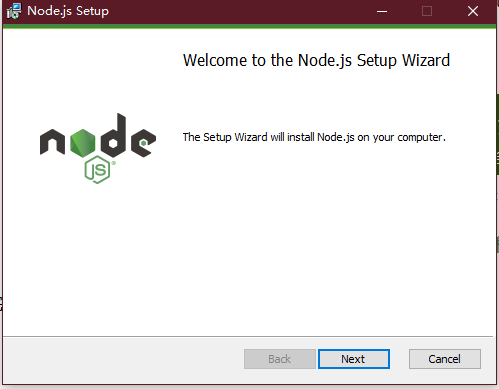 Node.js Setup
Welcome to the Node.js Setup Wizard
node
JS
®
The Setup Wizard will install Node.js on your computer.
Back
Next
Cancel